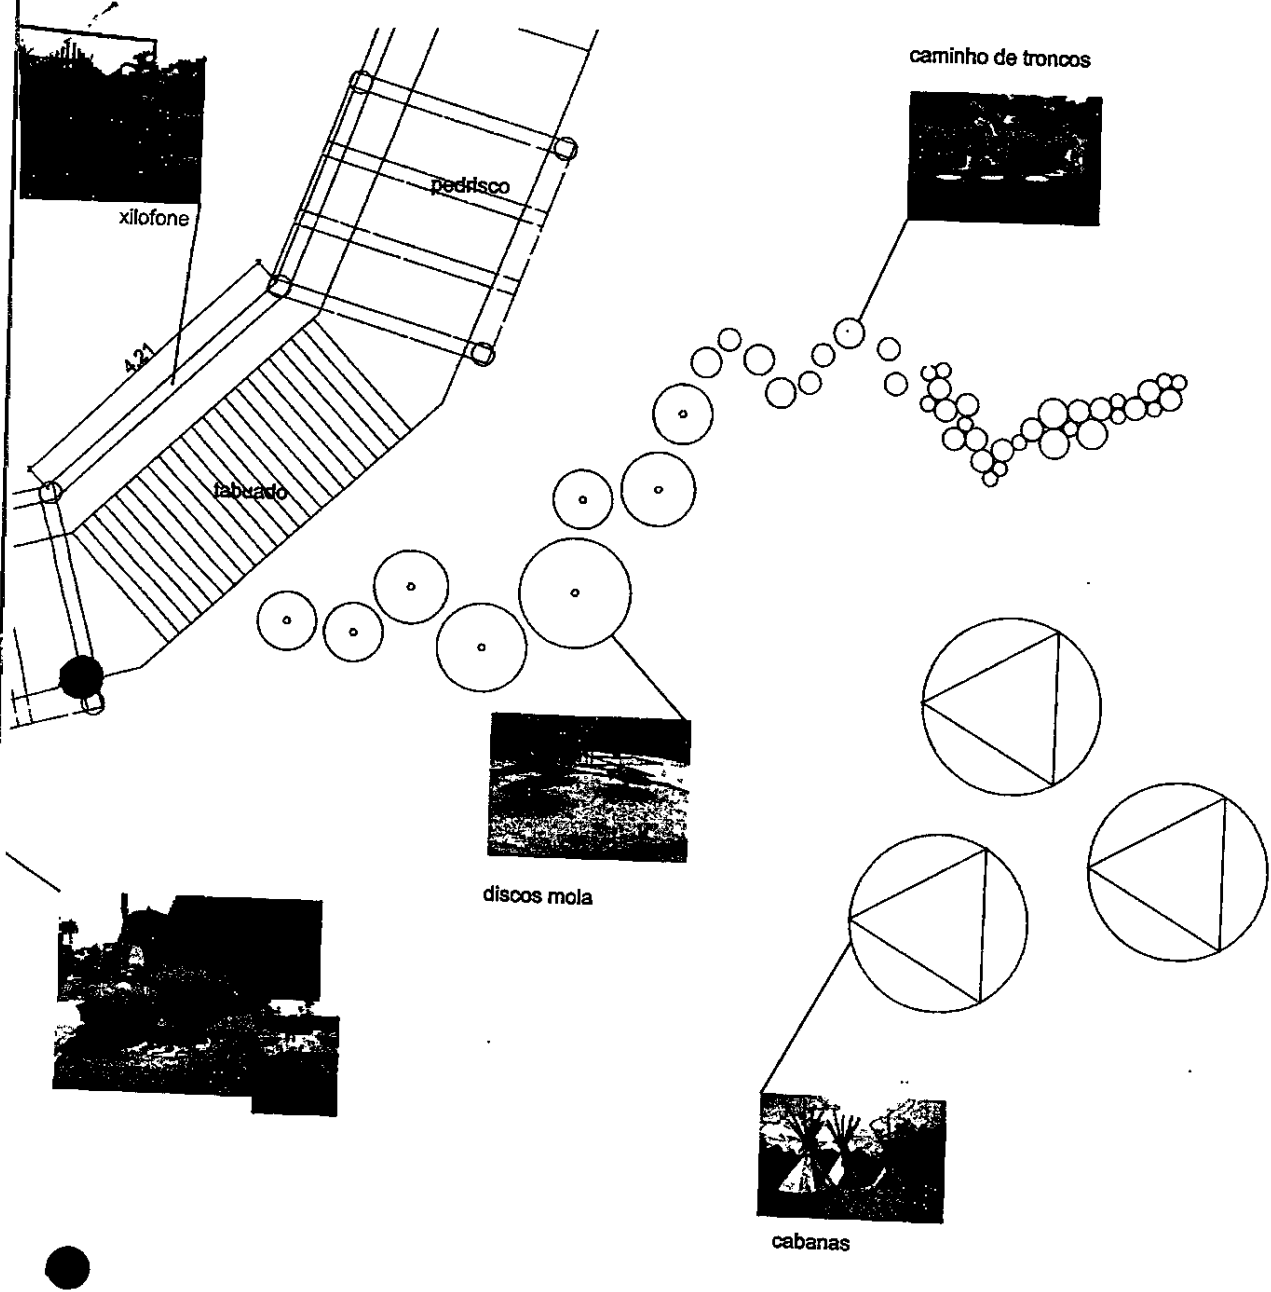 caminho de troncos
pedrisco
xilofone
4.21
tabuado
discos mola
cabanas